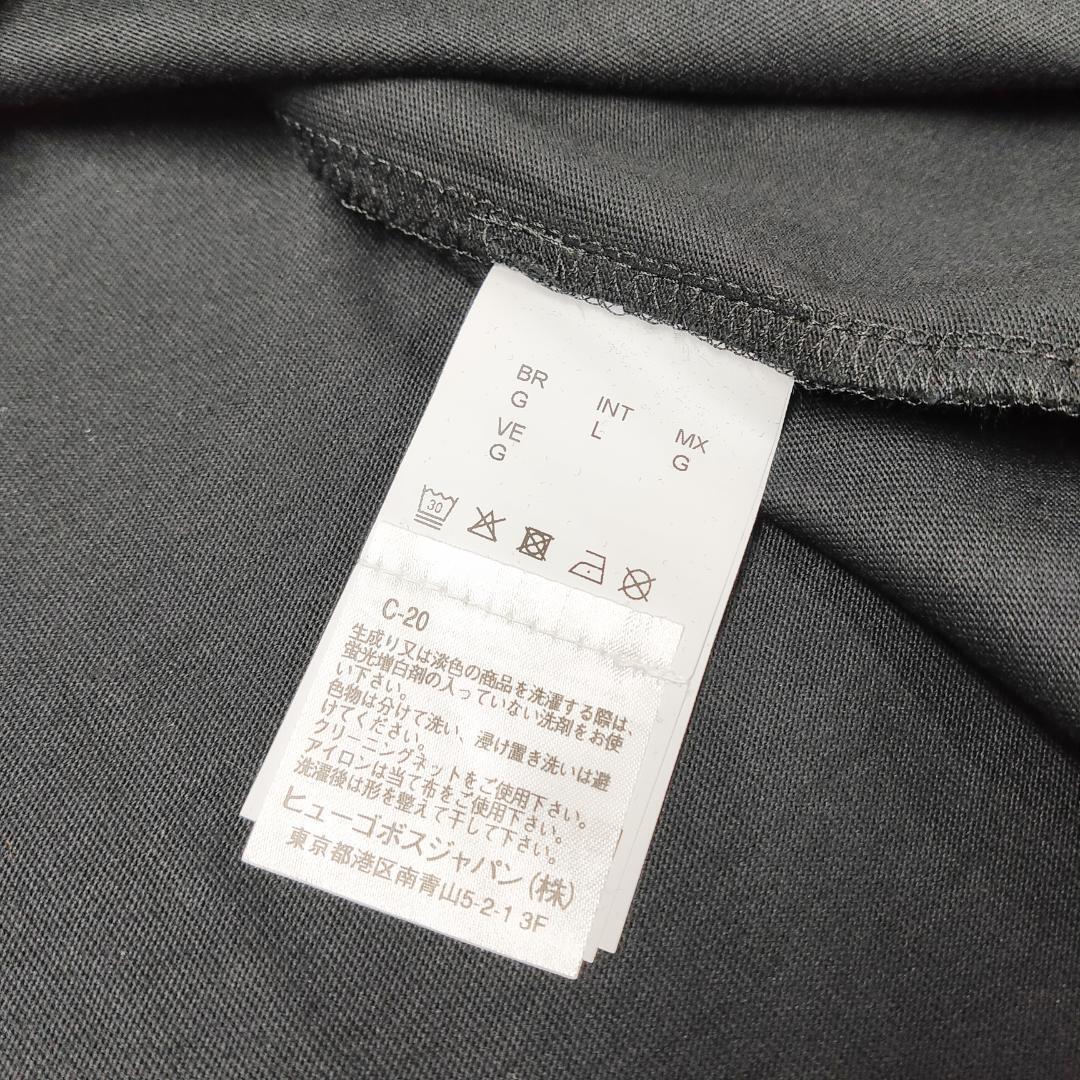 BR
G
INT
L
VE
G
MX
G
30
C-20
生成り又は淡色の商品を洗濯する際は、
蛍光増白剤の入っていない洗剤をお使
い下さい。
色物は分けて洗い、浸け置き洗いは避
けてください。
クリーニングネットをご使用下さい。
アイロンは当て布をご使用下さい。
洗濯後は形を整えて干して下さい。
ヒューゴボスジャパン(株)
東京都港区南青山5-2-1 3F